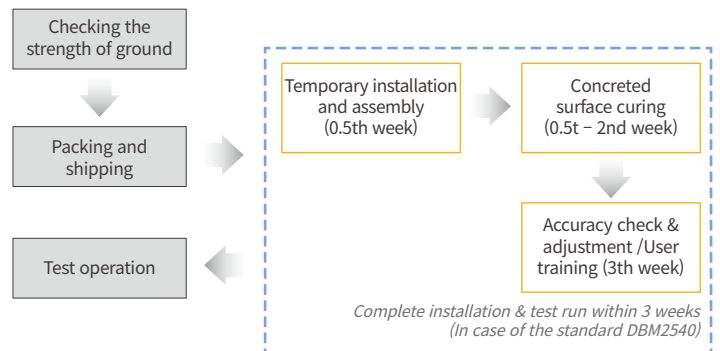 Checking the
strength of ground
Packing and
shipping
Temporary installation
and assembly
(0.5th week)
Concreted
surface curing
(0.5t – 2nd week)
Accuracy check &
adjustment /User
training (3th week)
Test operation
Complete installation & test run within 3 weeks
(In case of the standard DBM2540)